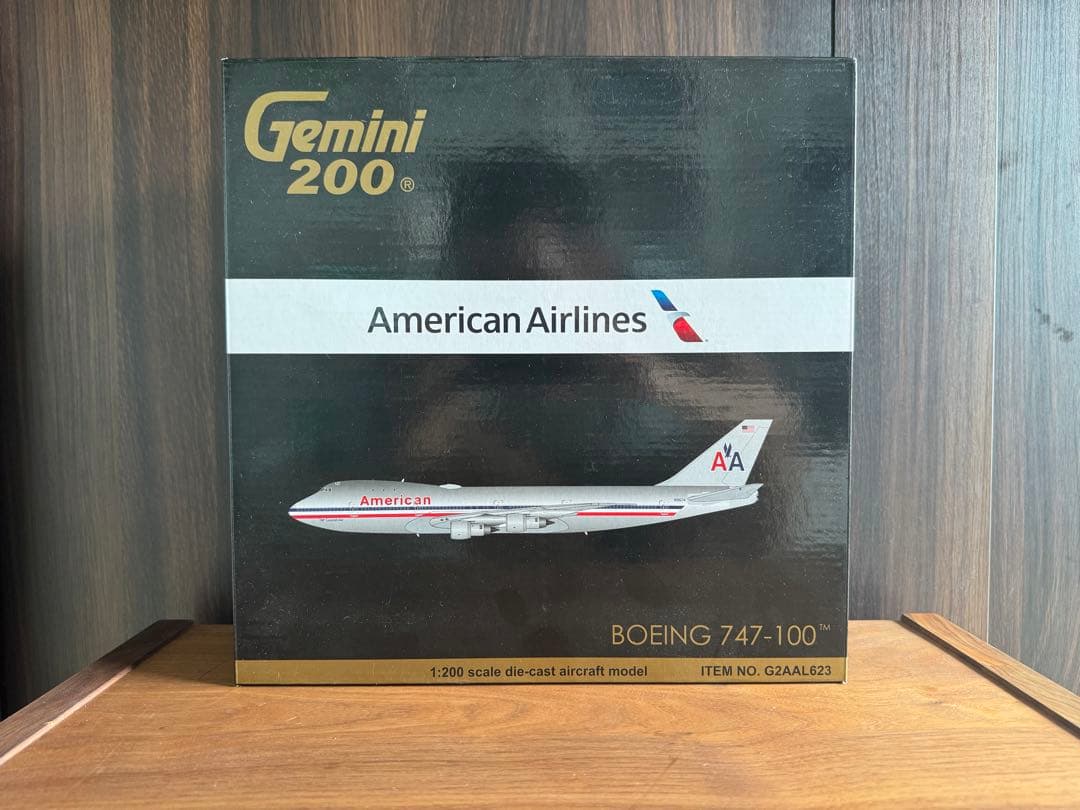 Gemini
200®
American Airlines
American
AA
BOEING 747-100™
1:200 scale die-cast aircraft model
ITEM NO. G2AAL623